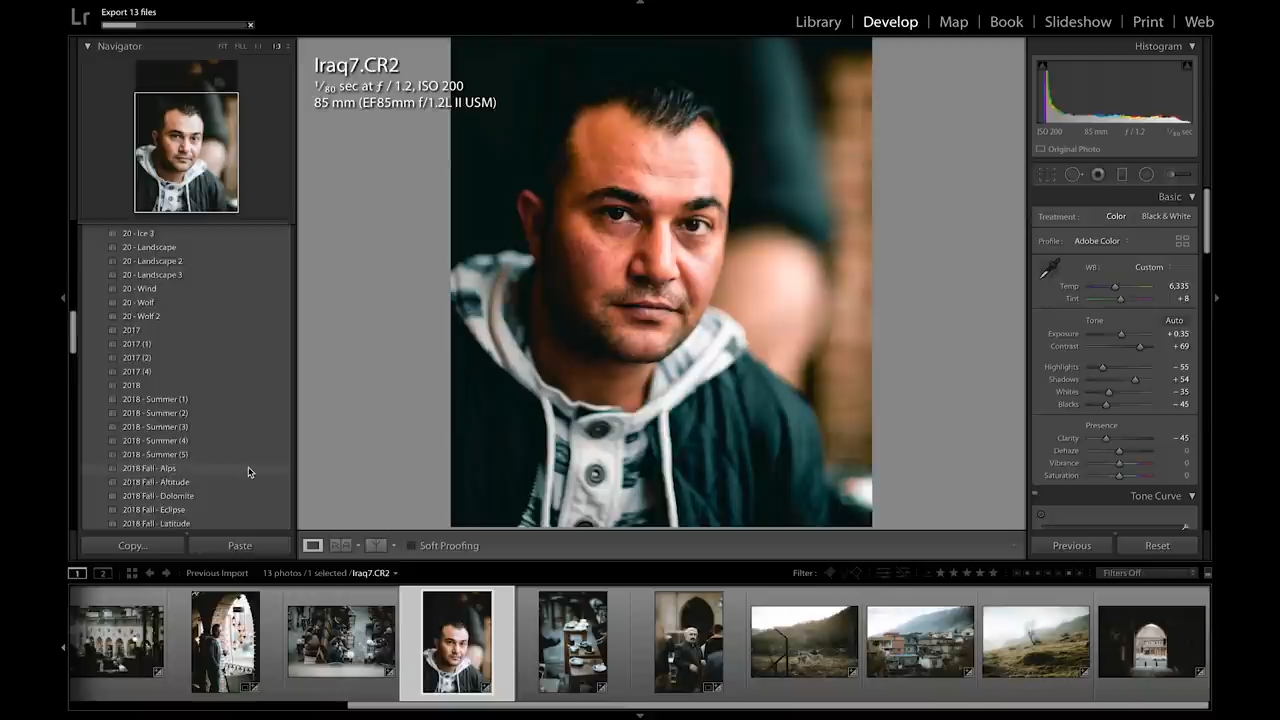 Lr
Export 13 files
Library | Develop | Map | Book | Slideshow | Print | Web
Navigator
FIT FILL 1:1 1:3
Iraq7.CR2
1/80 sec at ƒ / 1.2, ISO 200
85 mm (EF85mm f/1.2L II USM)
20 - Ice 3
20 - Landscape
20 - Landscape 2
20 - Landscape 3
20 - Wind
20 - Wolf
20 - Wolf 2
2017
2017 (1)
2017 (2)
2017 (4)
2018
2018 - Summer (1)
2018 - Summer (2)
2018 - Summer (3)
2018 - Summer (4)
2018 - Summer (5)
2018 Fall - Alps
2018 Fall - Altitude
2018 Fall - Dolomite
2018 Fall - Eclipse
2018 Fall - Latitude
Copy...
Paste
Soft Proofing
Histogram
ISO 200 85 mm ƒ / 1.2 1/80 sec
Original Photo
Basic
Treatment : Color Black & White
Profile : Adobe Color
WB : Custom
Temp 6,335
Tint + 8
Tone Auto
Exposure + 0.35
Contrast + 69
Highlights − 55
Shadows + 54
Whites − 35
Blacks − 45
Presence
Clarity − 45
Dehaze 0
Vibrance 0
Saturation 0
Tone Curve
Previous
Reset
1 2 Previous Import 13 photos / 1 selected / Iraq7.CR2
Filter :
Filters Off